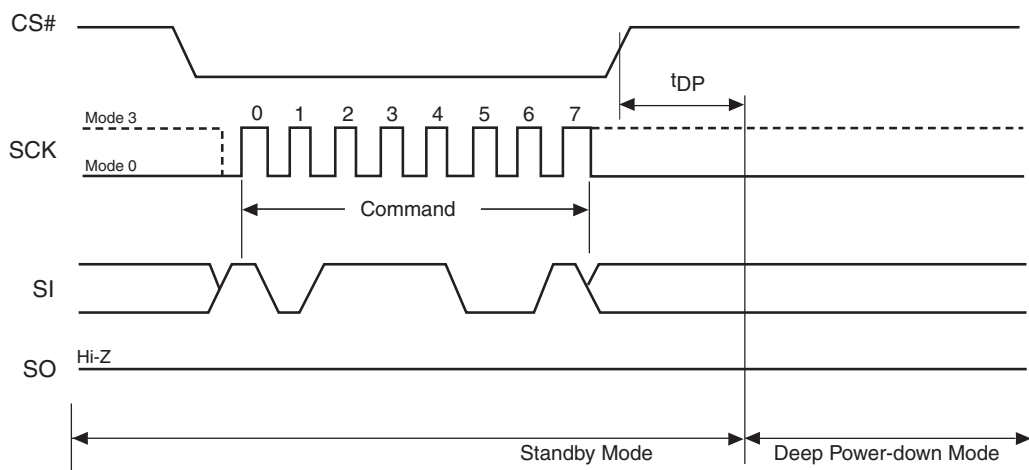 CS#
tDP
Mode 3
0 1 2 3 4 5 6 7
SCK
Mode 0
Command
SI
Hi-Z
SO
Standby Mode
Deep Power-down Mode